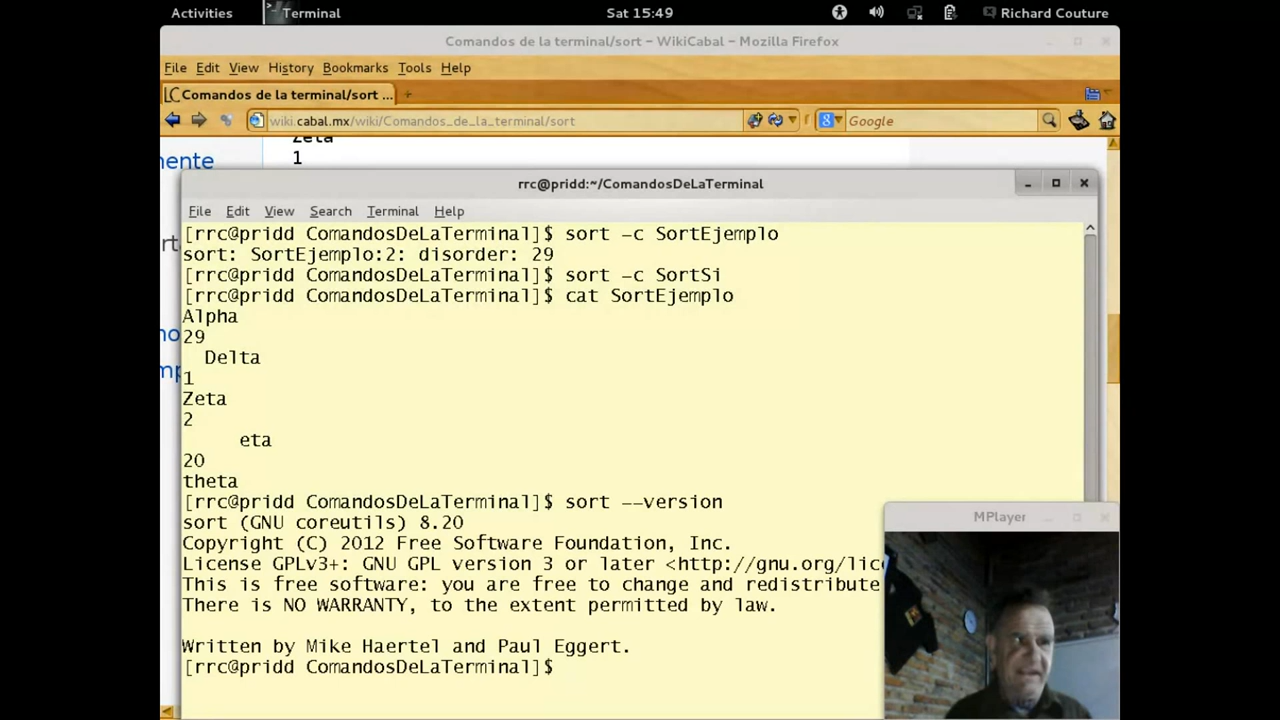 Activities Terminal Sat 15:49 Richard Couture
Comandos de la terminal/sort – WikiCabal – Mozilla Firefox
File Edit View History Bookmarks Tools Help
Comandos de la terminal/sort ...
wiki.cabal.mx/wiki/Comandos_de_la_terminal/sort Google
Zeta
mente
1
rrc@pridd:~/ComandosDeLaTerminal
File Edit View Search Terminal Help
[rrc@pridd ComandosDeLaTerminal]$ sort -c SortEjemplo
sort: SortEjemplo:2: disorder: 29
[rrc@pridd ComandosDeLaTerminal]$ sort -c SortSi
[rrc@pridd ComandosDeLaTerminal]$ cat SortEjemplo
Alpha
29
  Delta
1
Zeta
2
     eta
20
theta
[rrc@pridd ComandosDeLaTerminal]$ sort --version
sort (GNU coreutils) 8.20
Copyright (C) 2012 Free Software Foundation, Inc.
License GPLv3+: GNU GPL version 3 or later <http://gnu.org/lic
This is free software: you are free to change and redistribute
There is NO WARRANTY, to the extent permitted by law.
Written by Mike Haertel and Paul Eggert.
[rrc@pridd ComandosDeLaTerminal]$
MPlayer